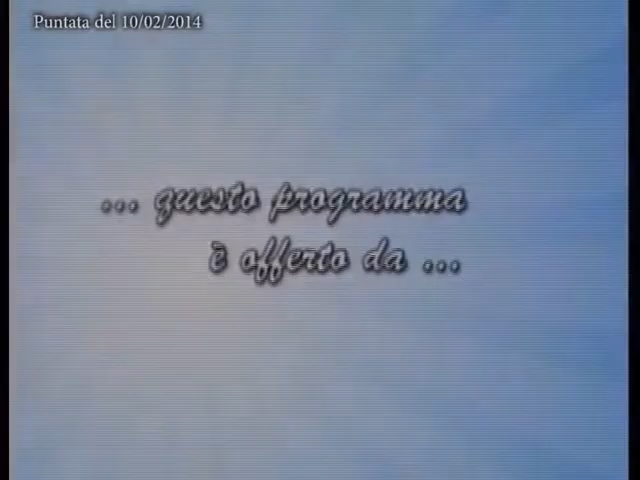 Puntata del 10/02/2014
... questo programma
è offerto da ...